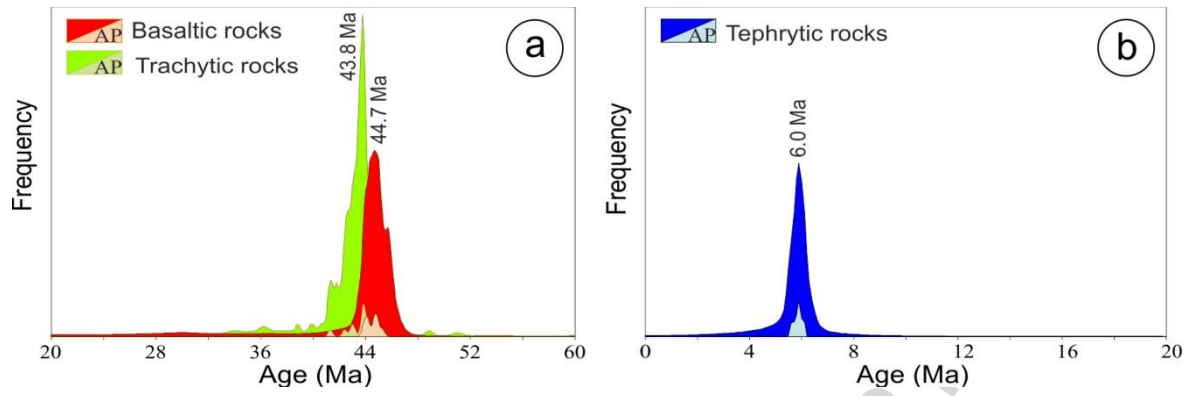 AP Basaltic rocks
AP Trachytic rocks
a
43.8 Ma
44.7 Ma
Frequency
20 28 36 44 52 60
Age (Ma)
AP Tephrytic rocks
b
6.0 Ma
Frequency
0 4 8 12 16 20
Age (Ma)